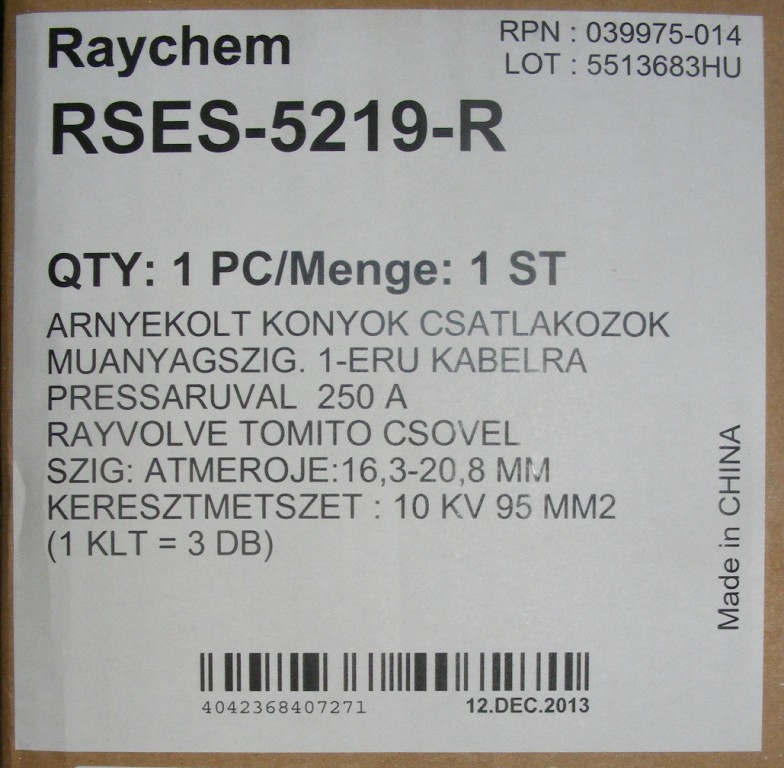 Raychem
RPN : 039975-014
LOT : 5513683HU
RSES-5219-R
QTY: 1 PC/Menge: 1 ST
ARNYEKOLT KONYOK CSATLAKOZOK
MUANYAGSZIG. 1-ERU KABELRA
PRESSARUVAL 250 A
RAYVOLVE TOMITO CSOVEL
SZIG: ATMEROJE:16,3-20,8 MM
KERESZTMETSZET : 10 KV 95 MM2
(1 KLT = 3 DB)
Made in CHINA
4042368407271
12.DEC.2013